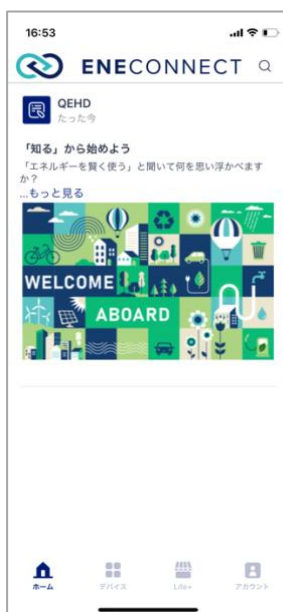 16:53
ENECONNECT
QEHD
たった今
「知る」から始めよう
「エネルギーを賢く使う」と聞いて何を思い浮かべます
か？
...もっと見る
WELCOME
ABOARD
ホーム
デバイス
Life+
アカウント